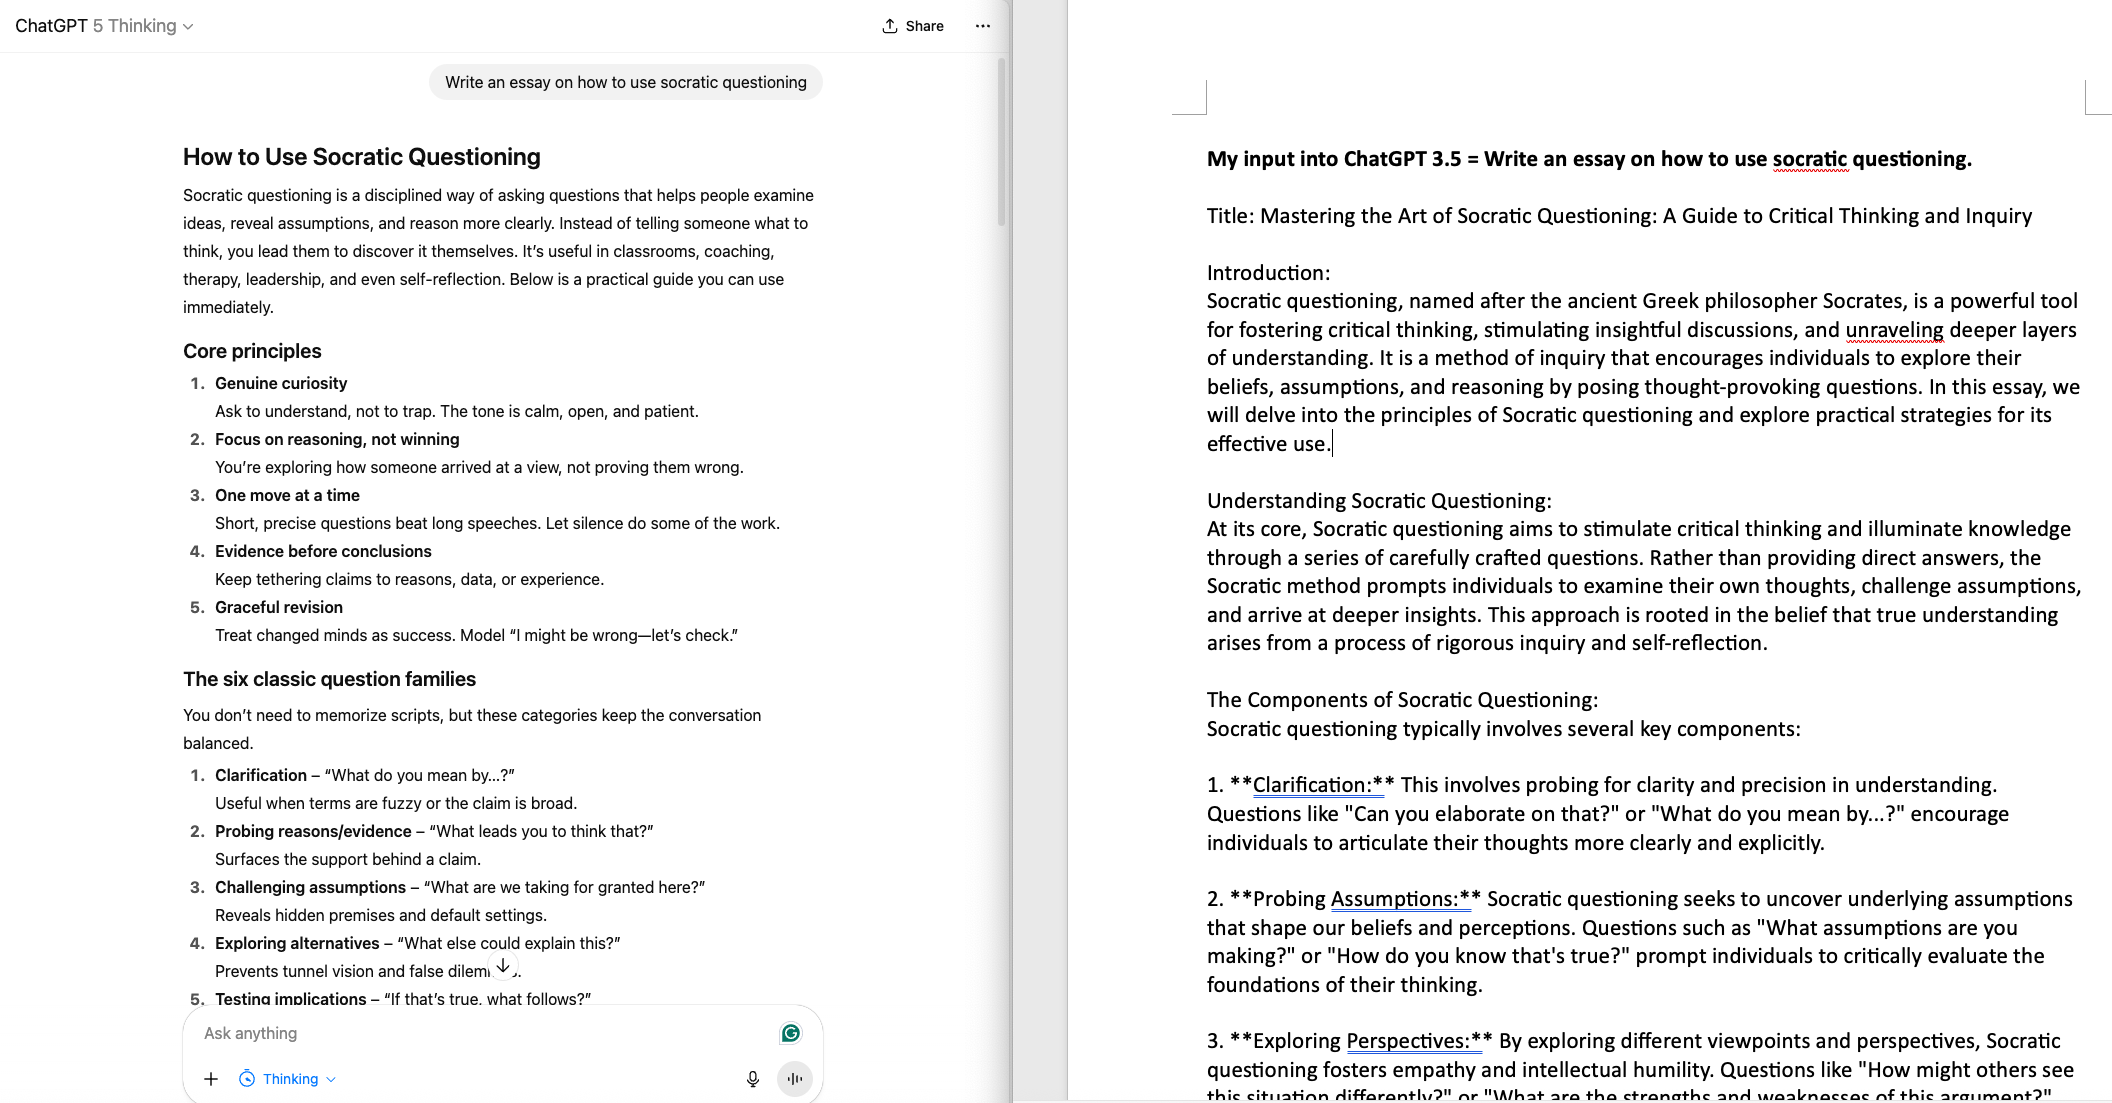 ChatGPT 5 Thinking
Share
Write an essay on how to use socratic questioning
How to Use Socratic Questioning
Socratic questioning is a disciplined way of asking questions that helps people examine
ideas, reveal assumptions, and reason more clearly. Instead of telling someone what to
think, you lead them to discover it themselves. It’s useful in classrooms, coaching,
therapy, leadership, and even self-reflection. Below is a practical guide you can use
immediately.
Core principles
1. Genuine curiosity
Ask to understand, not to trap. The tone is calm, open, and patient.
2. Focus on reasoning, not winning
You’re exploring how someone arrived at a view, not proving them wrong.
3. One move at a time
Short, precise questions beat long speeches. Let silence do some of the work.
4. Evidence before conclusions
Keep tethering claims to reasons, data, or experience.
5. Graceful revision
Treat changed minds as success. Model “I might be wrong—let’s check.”
The six classic question families
You don’t need to memorize scripts, but these categories keep the conversation
balanced.
1. Clarification – “What do you mean by…?”
Useful when terms are fuzzy or the claim is broad.
2. Probing reasons/evidence – “What leads you to think that?”
Surfaces the support behind a claim.
3. Challenging assumptions – “What are we taking for granted here?”
Reveals hidden premises and default settings.
4. Exploring alternatives – “What else could explain this?”
Prevents tunnel vision and false
5. Testing implications – “If that’s true, what follows?”
Ask anything
Thinking
My input into ChatGPT 3.5 = Write an essay on how to use socratic questioning.
Title: Mastering the Art of Socratic Questioning: A Guide to Critical Thinking and Inquiry
Introduction:
Socratic questioning, named after the ancient Greek philosopher Socrates, is a powerful tool
for fostering critical thinking, stimulating insightful discussions, and unraveling deeper layers
of understanding. It is a method of inquiry that encourages individuals to explore their
beliefs, assumptions, and reasoning by posing thought-provoking questions. In this essay, we
will delve into the principles of Socratic questioning and explore practical strategies for its
effective use.
Understanding Socratic Questioning:
At its core, Socratic questioning aims to stimulate critical thinking and illuminate knowledge
through a series of carefully crafted questions. Rather than providing direct answers, the
Socratic method prompts individuals to examine their own thoughts, challenge assumptions,
and arrive at deeper insights. This approach is rooted in the belief that true understanding
arises from a process of rigorous inquiry and self-reflection.
The Components of Socratic Questioning:
Socratic questioning typically involves several key components:
1. **Clarification:** This involves probing for clarity and precision in understanding.
Questions like "Can you elaborate on that?" or "What do you mean by...?" encourage
individuals to articulate their thoughts more clearly and explicitly.
2. **Probing Assumptions:** Socratic questioning seeks to uncover underlying assumptions
that shape our beliefs and perceptions. Questions such as "What assumptions are you
making?" or "How do you know that's true?" prompt individuals to critically evaluate the
foundations of their thinking.
3. **Exploring Perspectives:** By exploring different viewpoints and perspectives, Socratic
questioning fosters empathy and intellectual humility. Questions like "How might others see
this situation differently?" or "What are the strengths and weaknesses of this argument?"